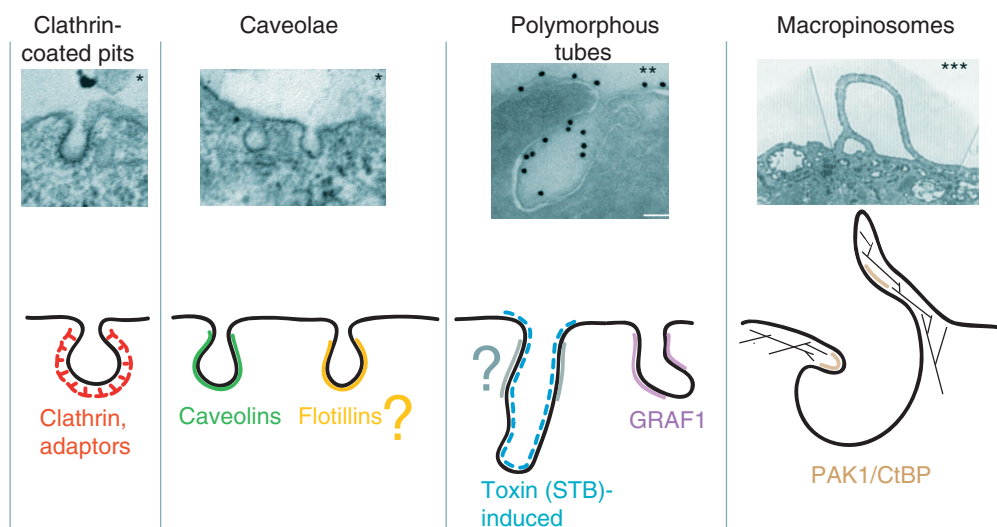 Clathrin-
coated pits
Caveolae
Polymorphous
tubes
Macropinosomes
*
*
**
***
?
Clathrin,
adaptors
Caveolins
Flotillins ?
GRAF1
Toxin (STB)-
induced
PAK1/CtBP